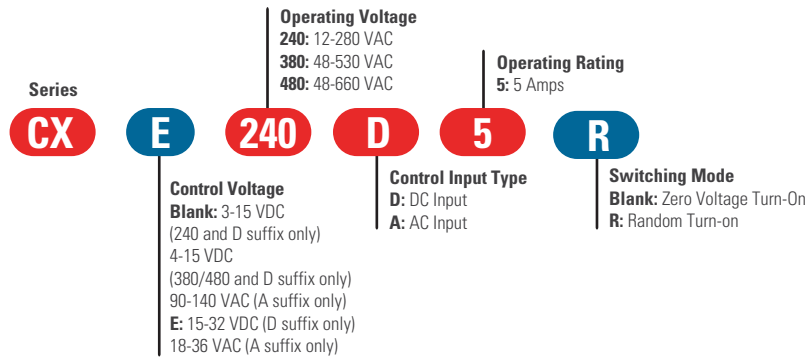 Operating Voltage
240: 12-280 VAC
380: 48-530 VAC
480: 48-660 VAC
Operating Rating
5: 5 Amps
Series
CX E 240 D 5 R
Control Voltage
Blank: 3-15 VDC
(240 and D suffix only)
4-15 VDC
(380/480 and D suffix only)
90-140 VAC (A suffix only)
E: 15-32 VDC (D suffix only)
18-36 VAC (A suffix only)
Control Input Type
D: DC Input
A: AC Input
Switching Mode
Blank: Zero Voltage Turn-On
R: Random Turn-on